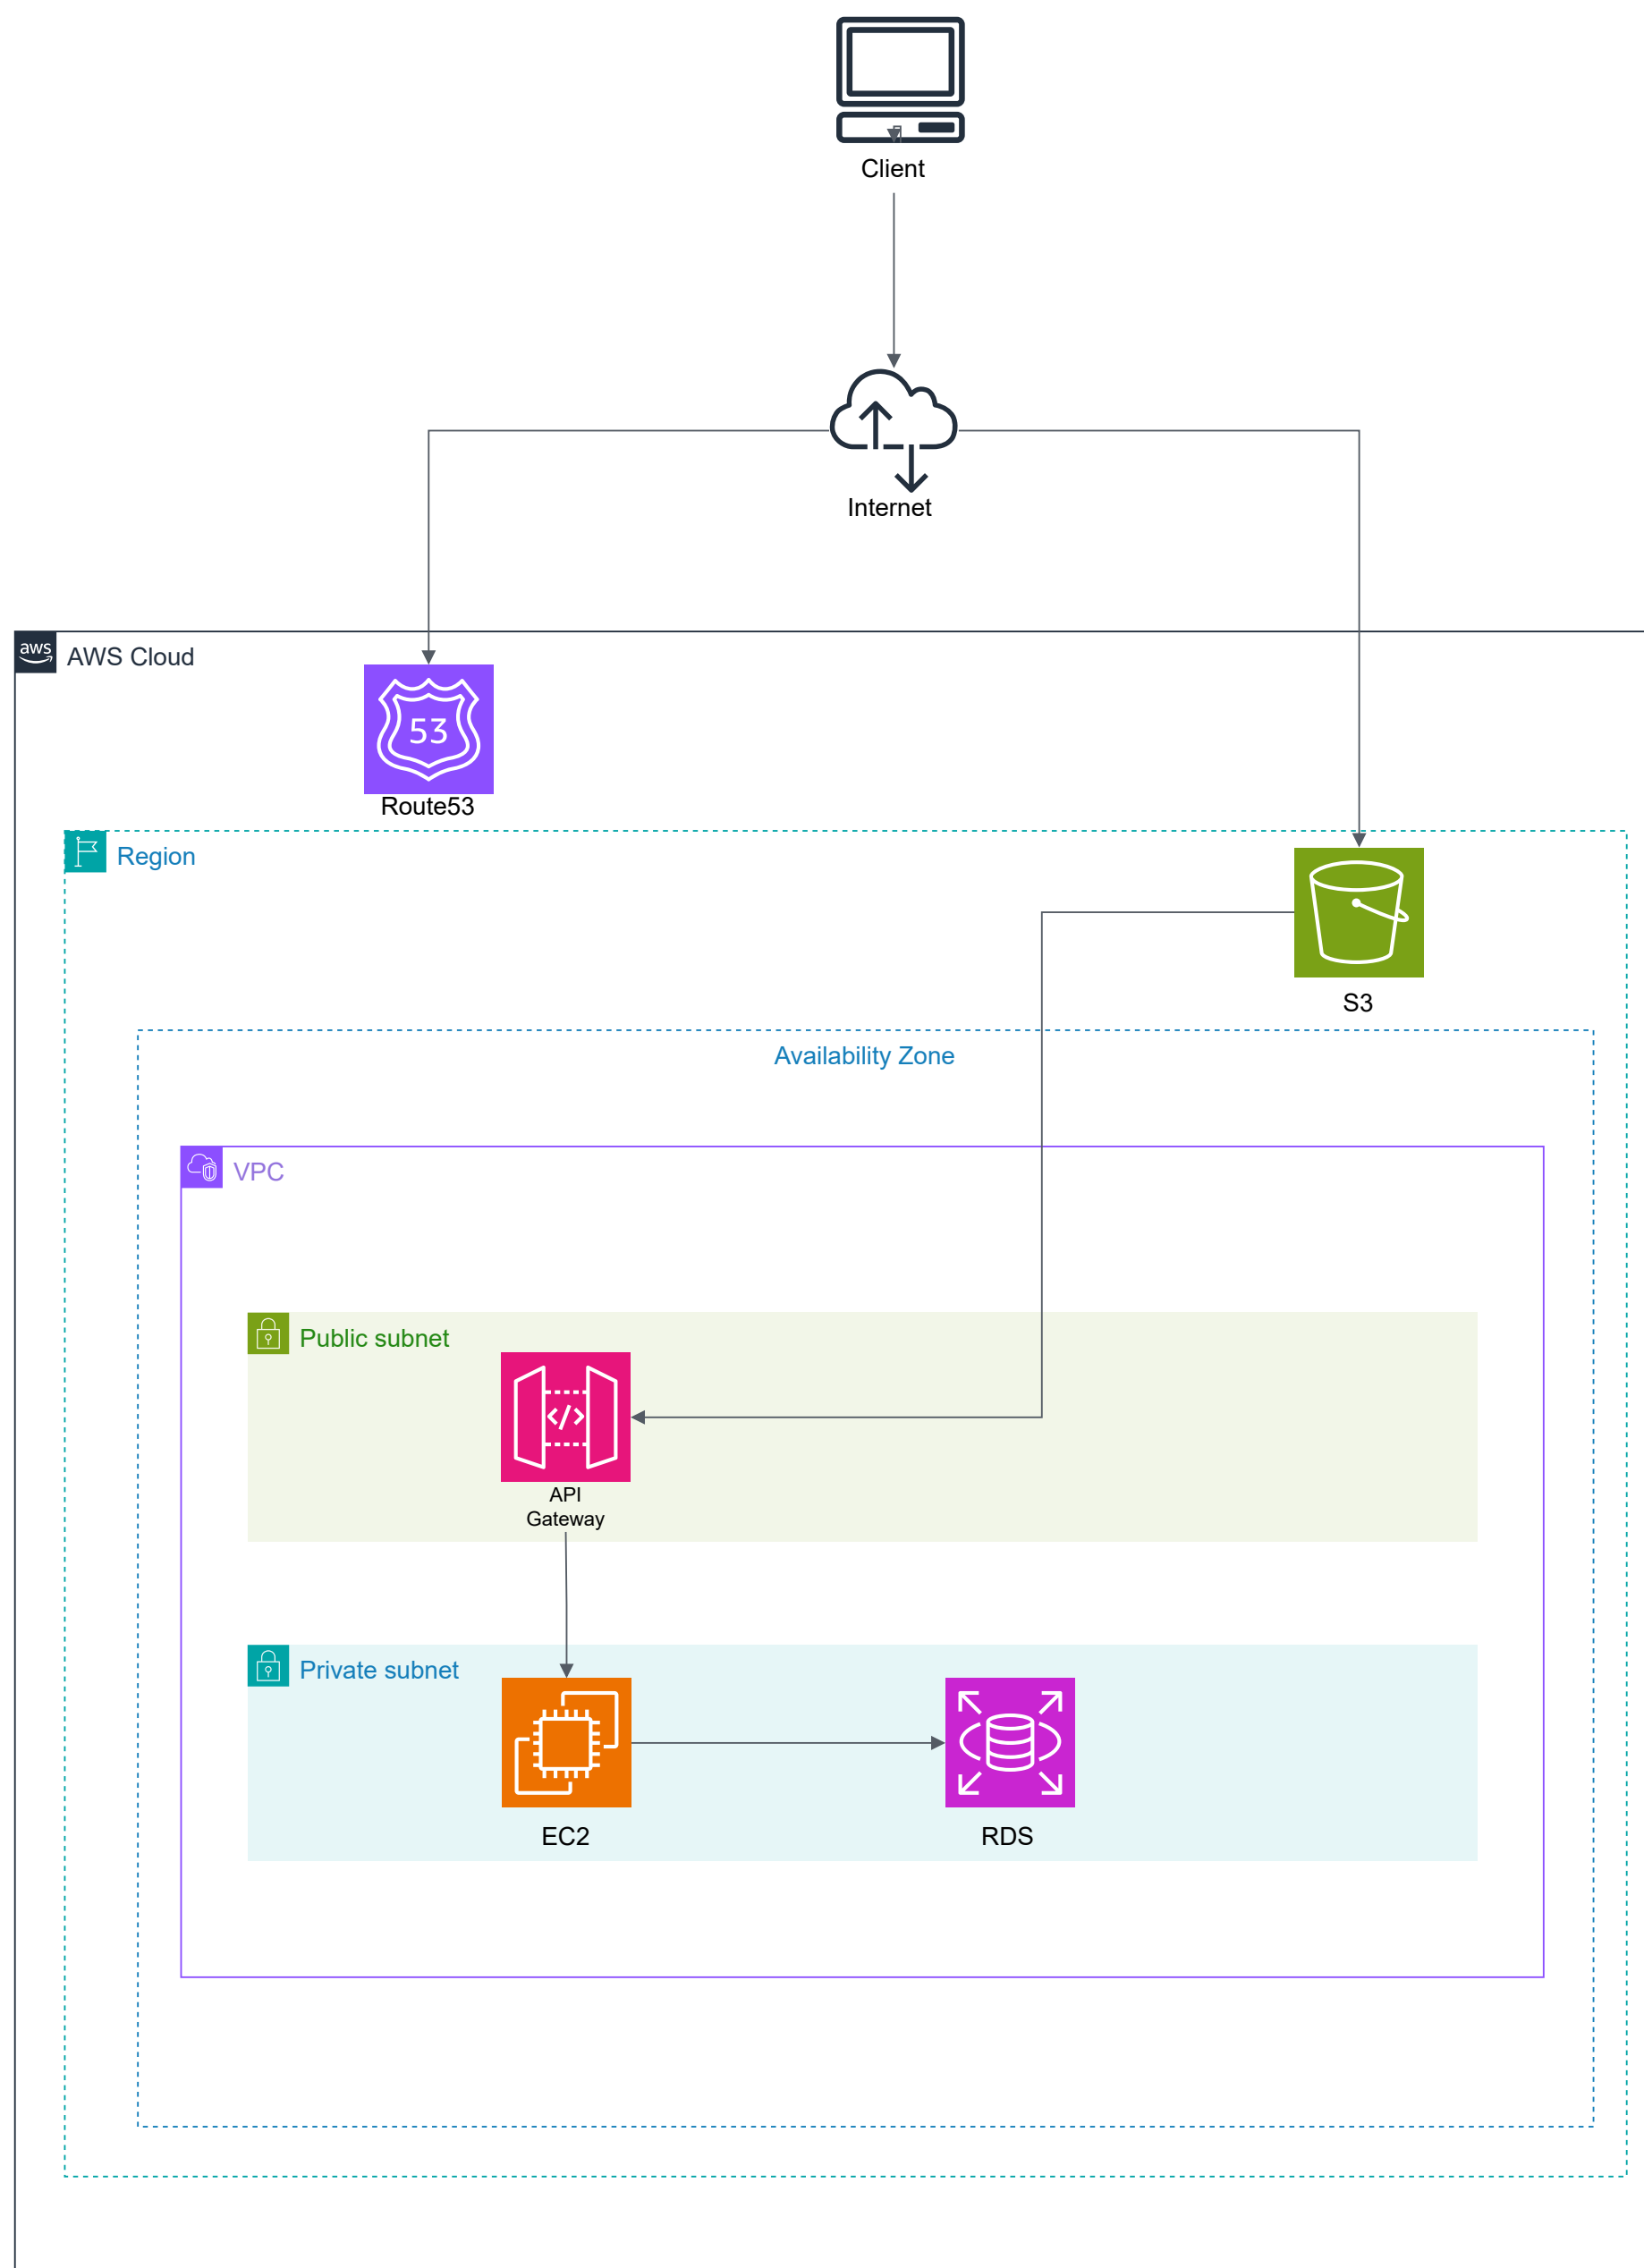 Client
Internet
aws
AWS Cloud
53
Route53
Region
S3
Availability Zone
VPC
Public subnet
</>
API
Gateway
Private subnet
EC2
RDS